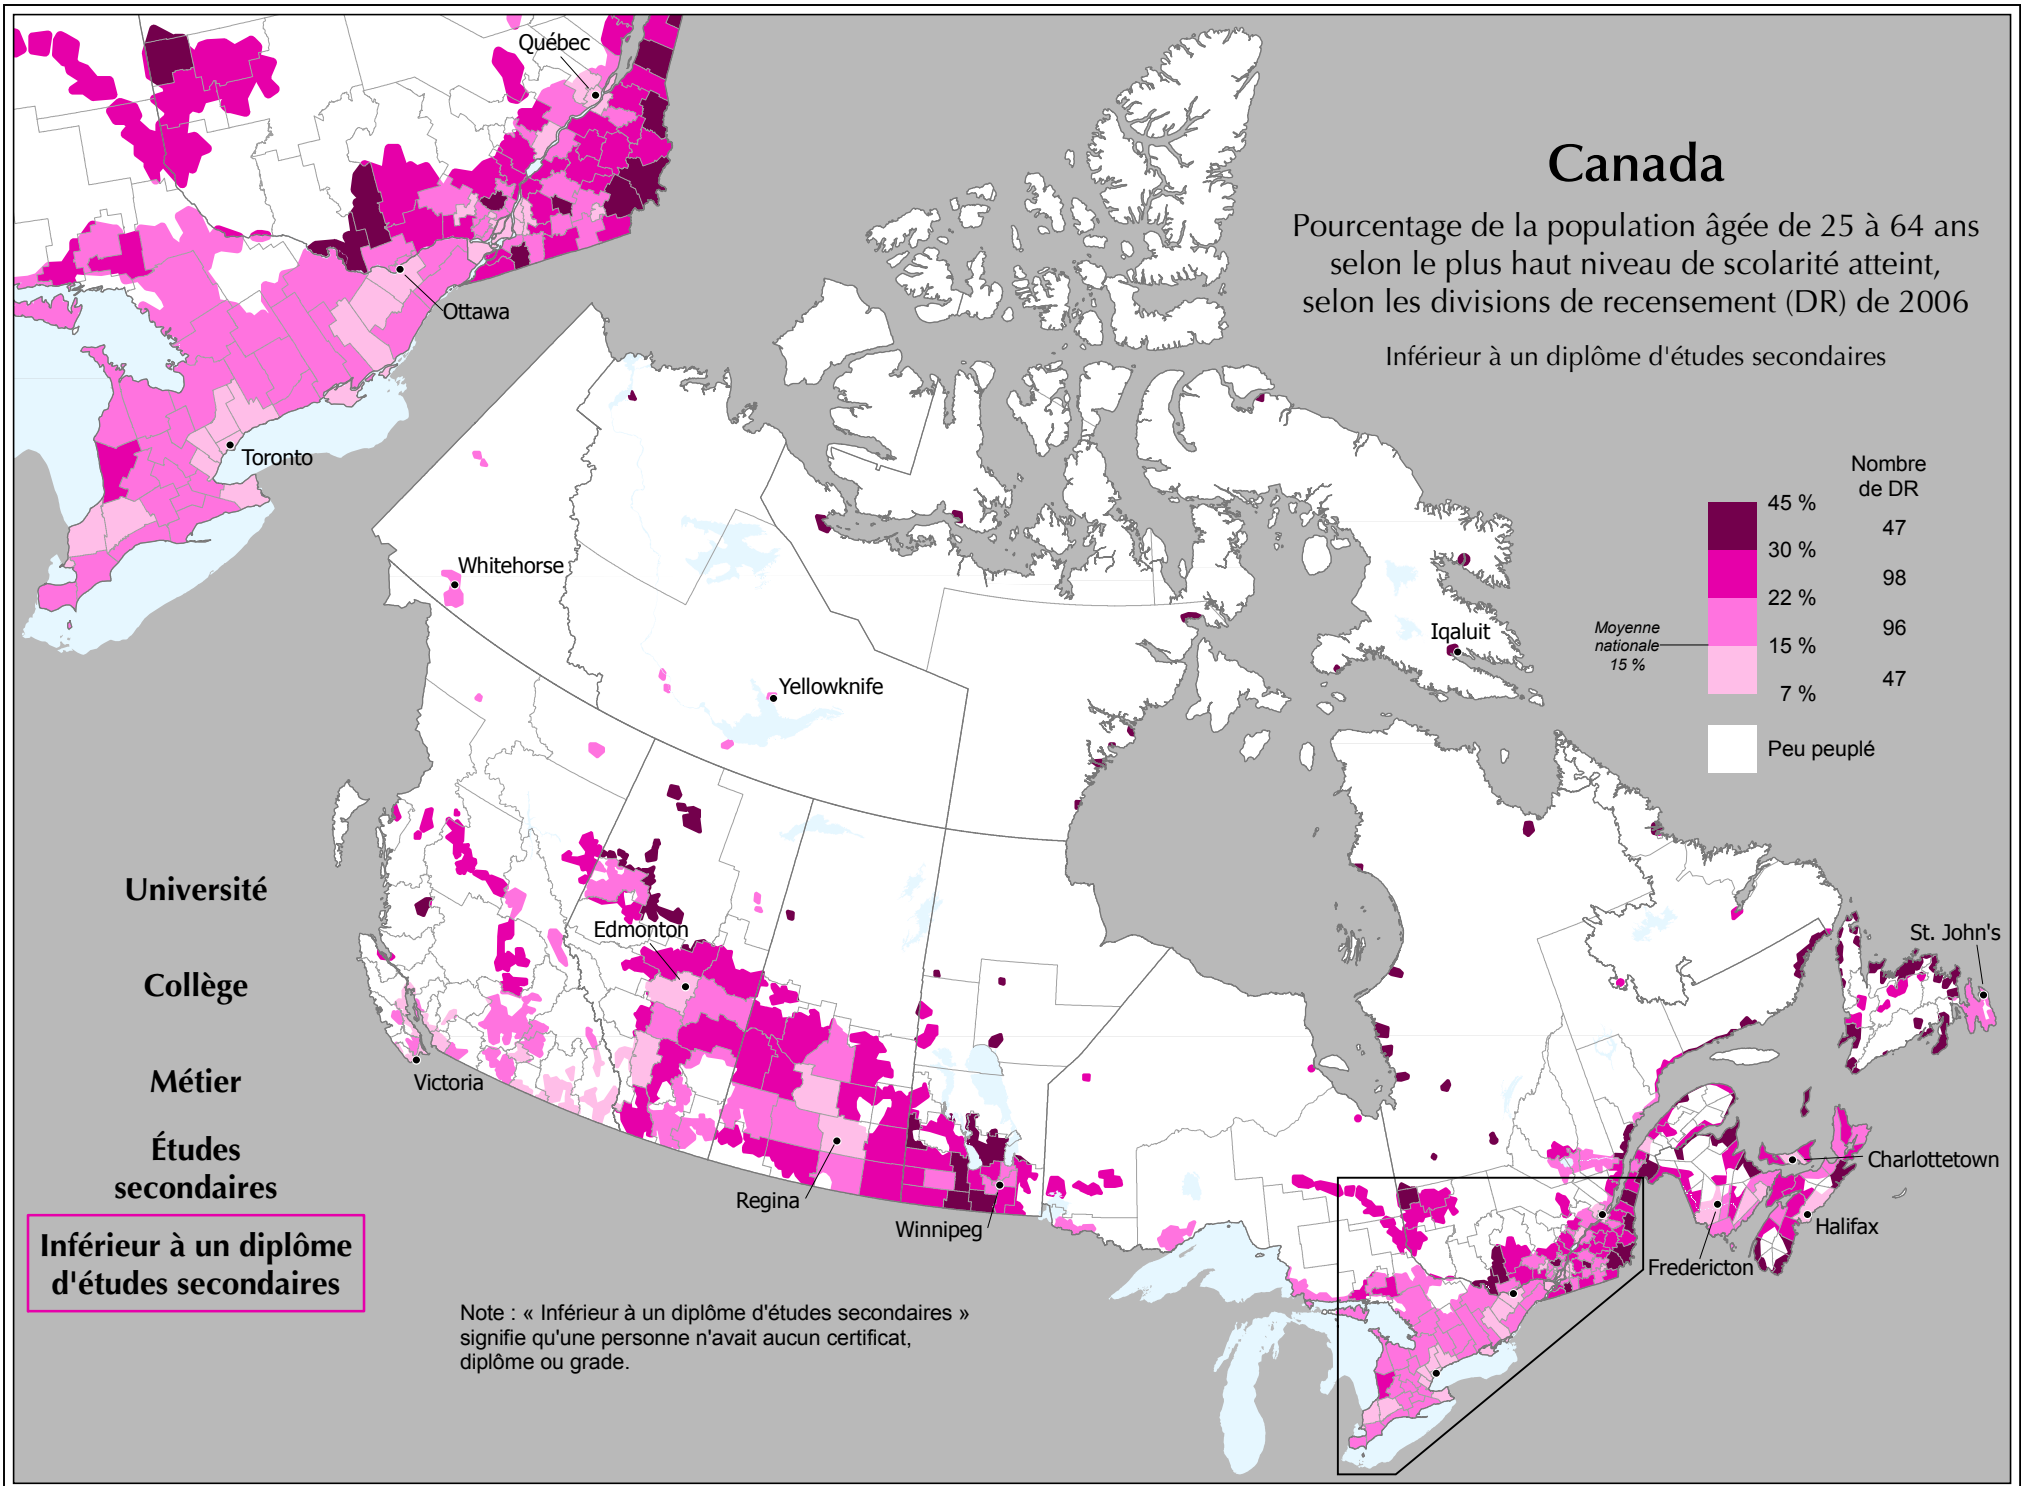 Canada
Pourcentage de la population âgée de 25 à 64 ans
selon le plus haut niveau de scolarité atteint,
selon les divisions de recensement (DR) de 2006
Inférieur à un diplôme d'études secondaires
Nombre
de DR
45 %
47
30 %
98
22 %
96
15 %
47
7 %
Moyenne
nationale
15 %
Peu peuplé
Québec
Ottawa
Toronto
Whitehorse
Yellowknife
Iqaluit
Edmonton
Victoria
Regina
Winnipeg
St. John's
Charlottetown
Halifax
Fredericton
Université
Collège
Métier
Études
secondaires
Inférieur à un diplôme
d'études secondaires
Note : « Inférieur à un diplôme d'études secondaires »
signifie qu'une personne n'avait aucun certificat,
diplôme ou grade.